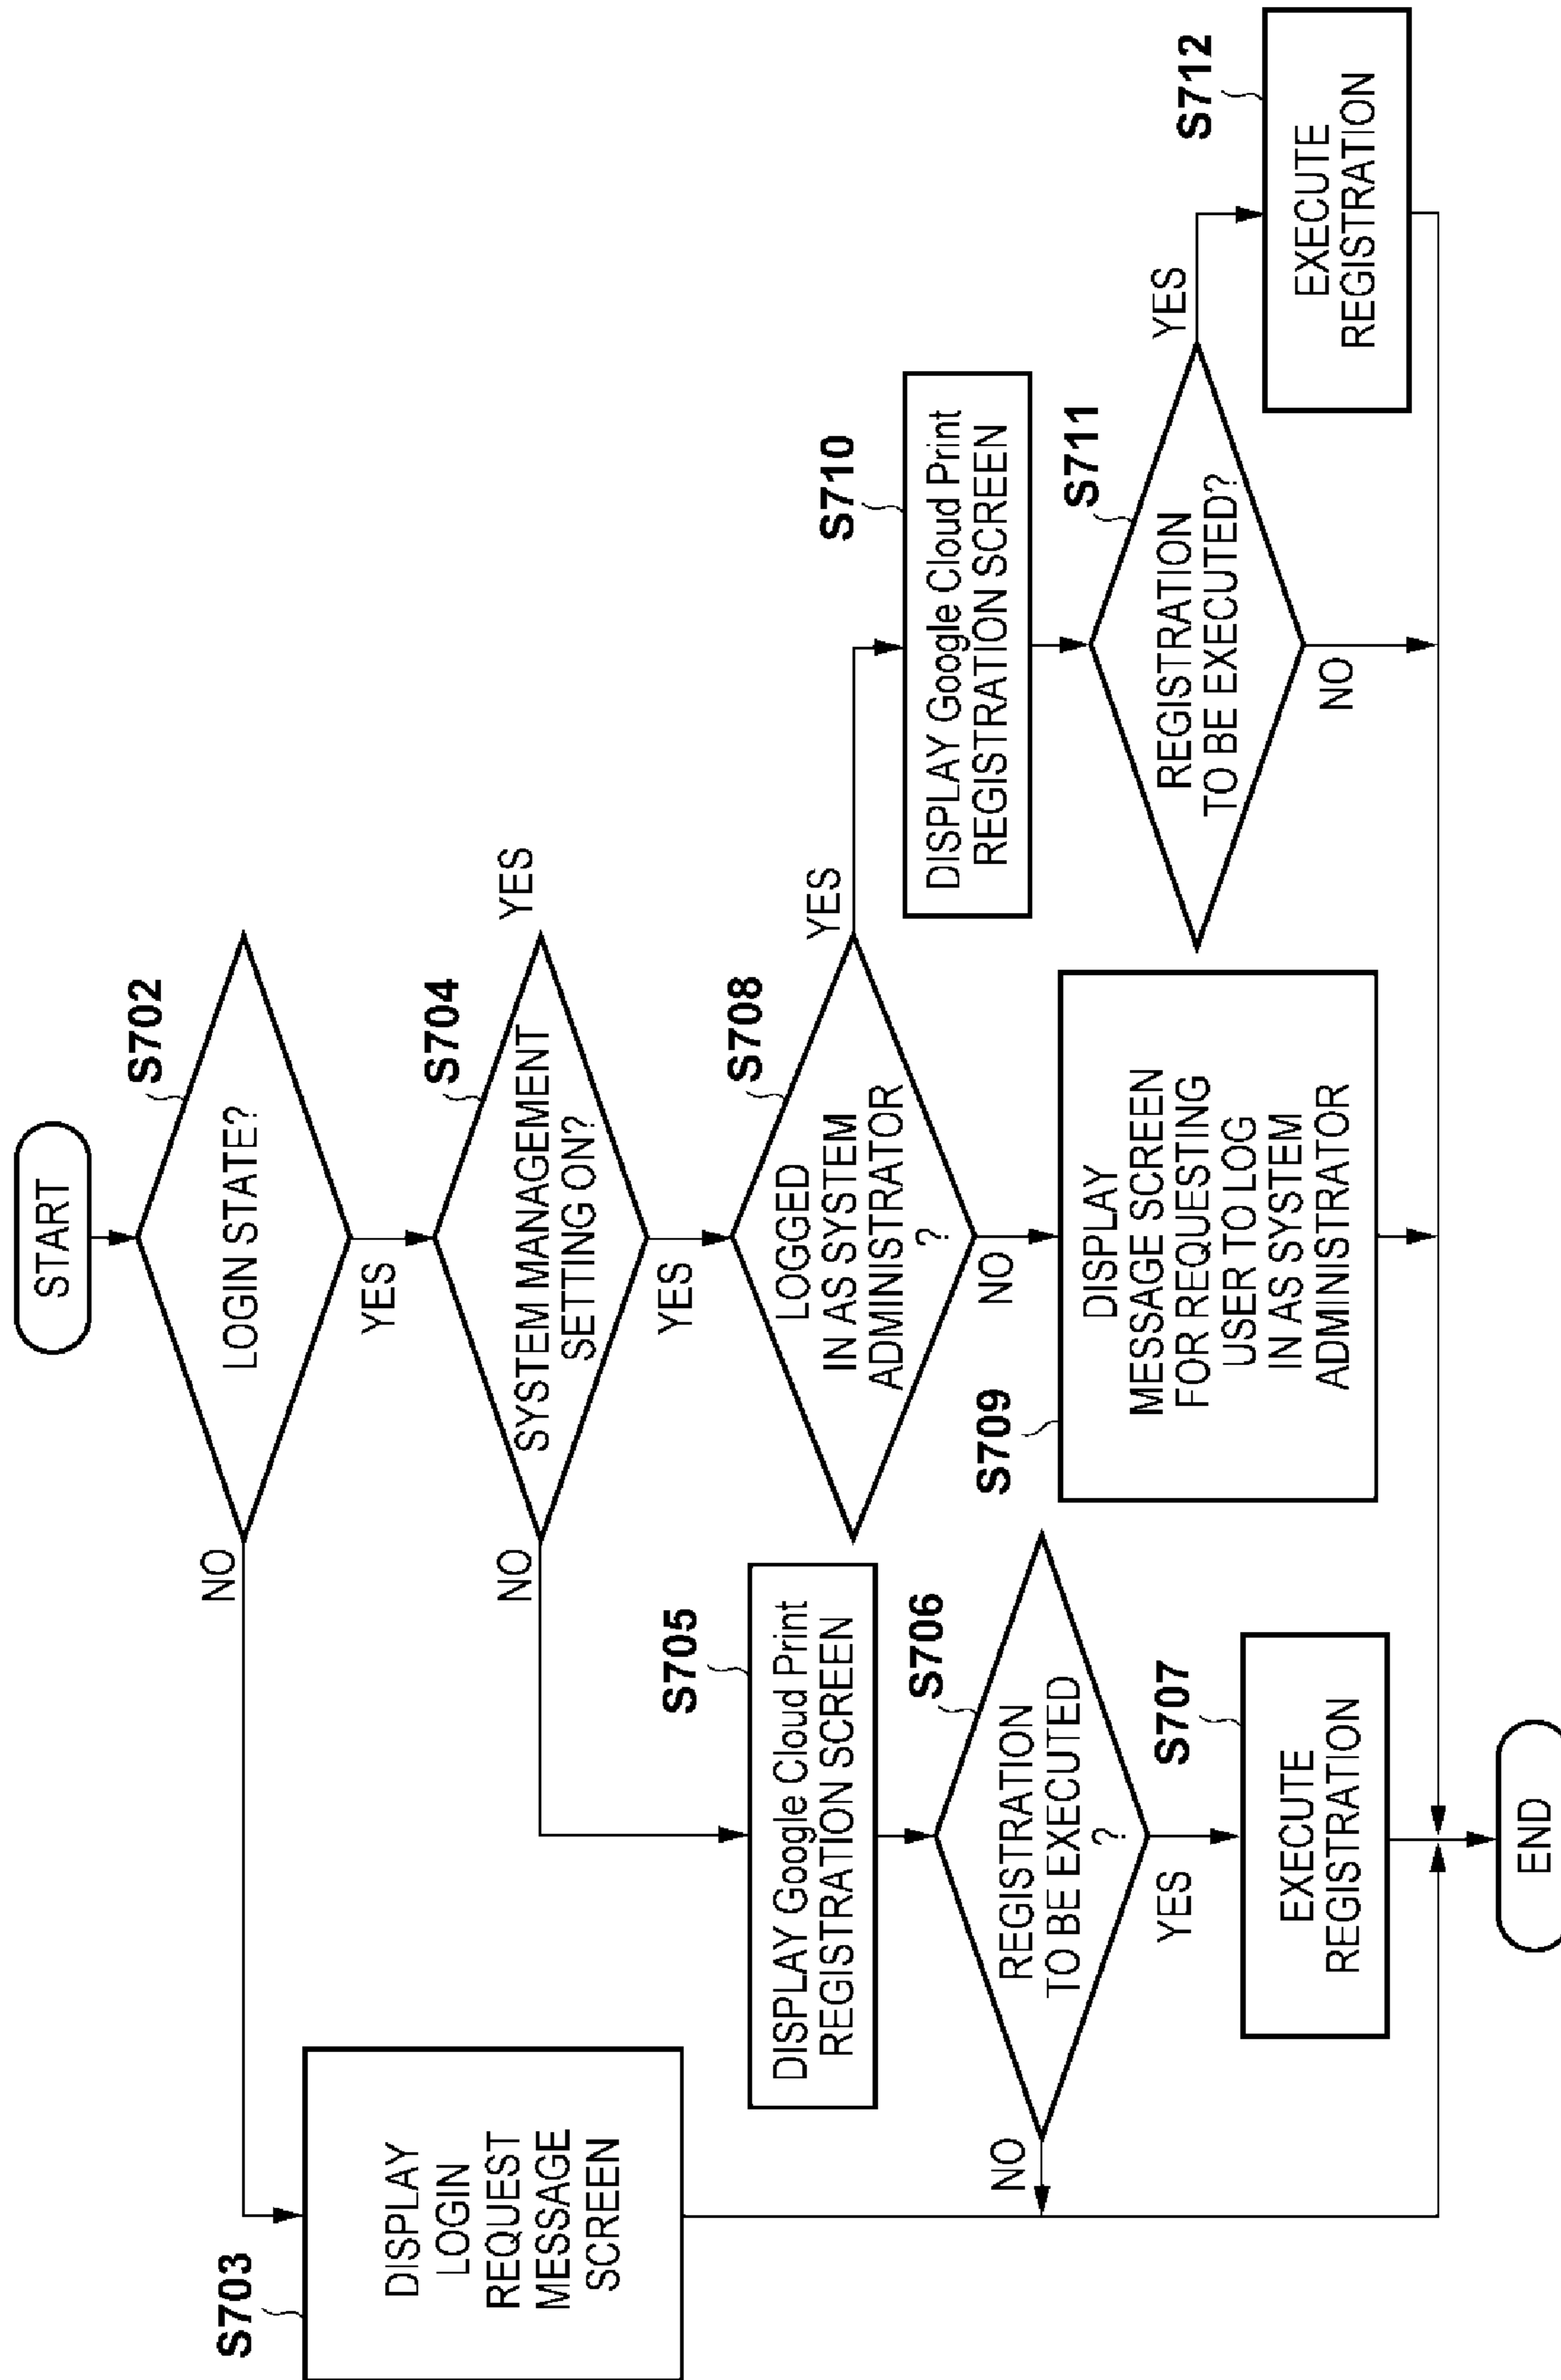 START
S702
LOGIN STATE?
NO
YES
S703
DISPLAY
LOGIN
REQUEST
MESSAGE
SCREEN
S704
SYSTEM MANAGEMENT
SETTING ON?
YES
NO
YES
S705
DISPLAY Google Cloud Print
REGISTRATION SCREEN
S706
REGISTRATION
TO BE EXECUTED
?
NO
YES
S707
EXECUTE
REGISTRATION
S708
LOGGED
IN AS SYSTEM
ADMINISTRATOR
?
YES
NO
S709
DISPLAY
MESSAGE SCREEN
FOR REQUESTING
USER TO LOG
IN AS SYSTEM
ADMINISTRATOR
S710
DISPLAY Google Cloud Print
REGISTRATION SCREEN
S711
REGISTRATION
TO BE EXECUTED?
YES
NO
S712
EXECUTE
REGISTRATION
END